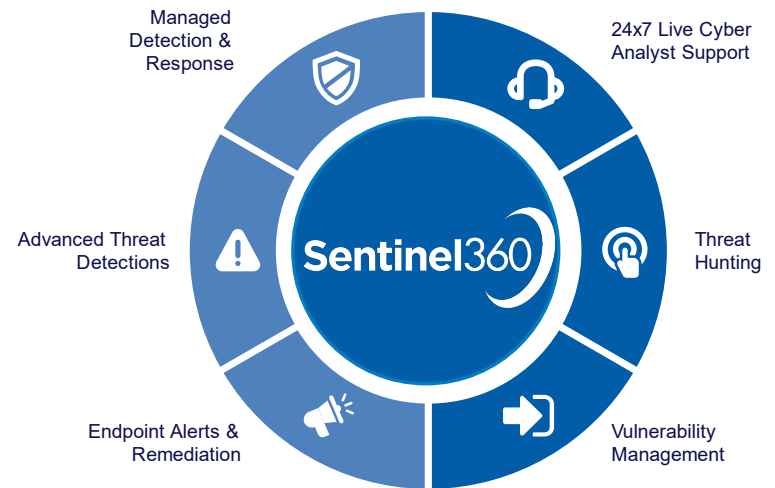 Managed
Detection &
Response
24x7 Live Cyber
Analyst Support
Advanced Threat
Detections
Sentinel360
Threat
Hunting
Endpoint Alerts &
Remediation
Vulnerability
Management